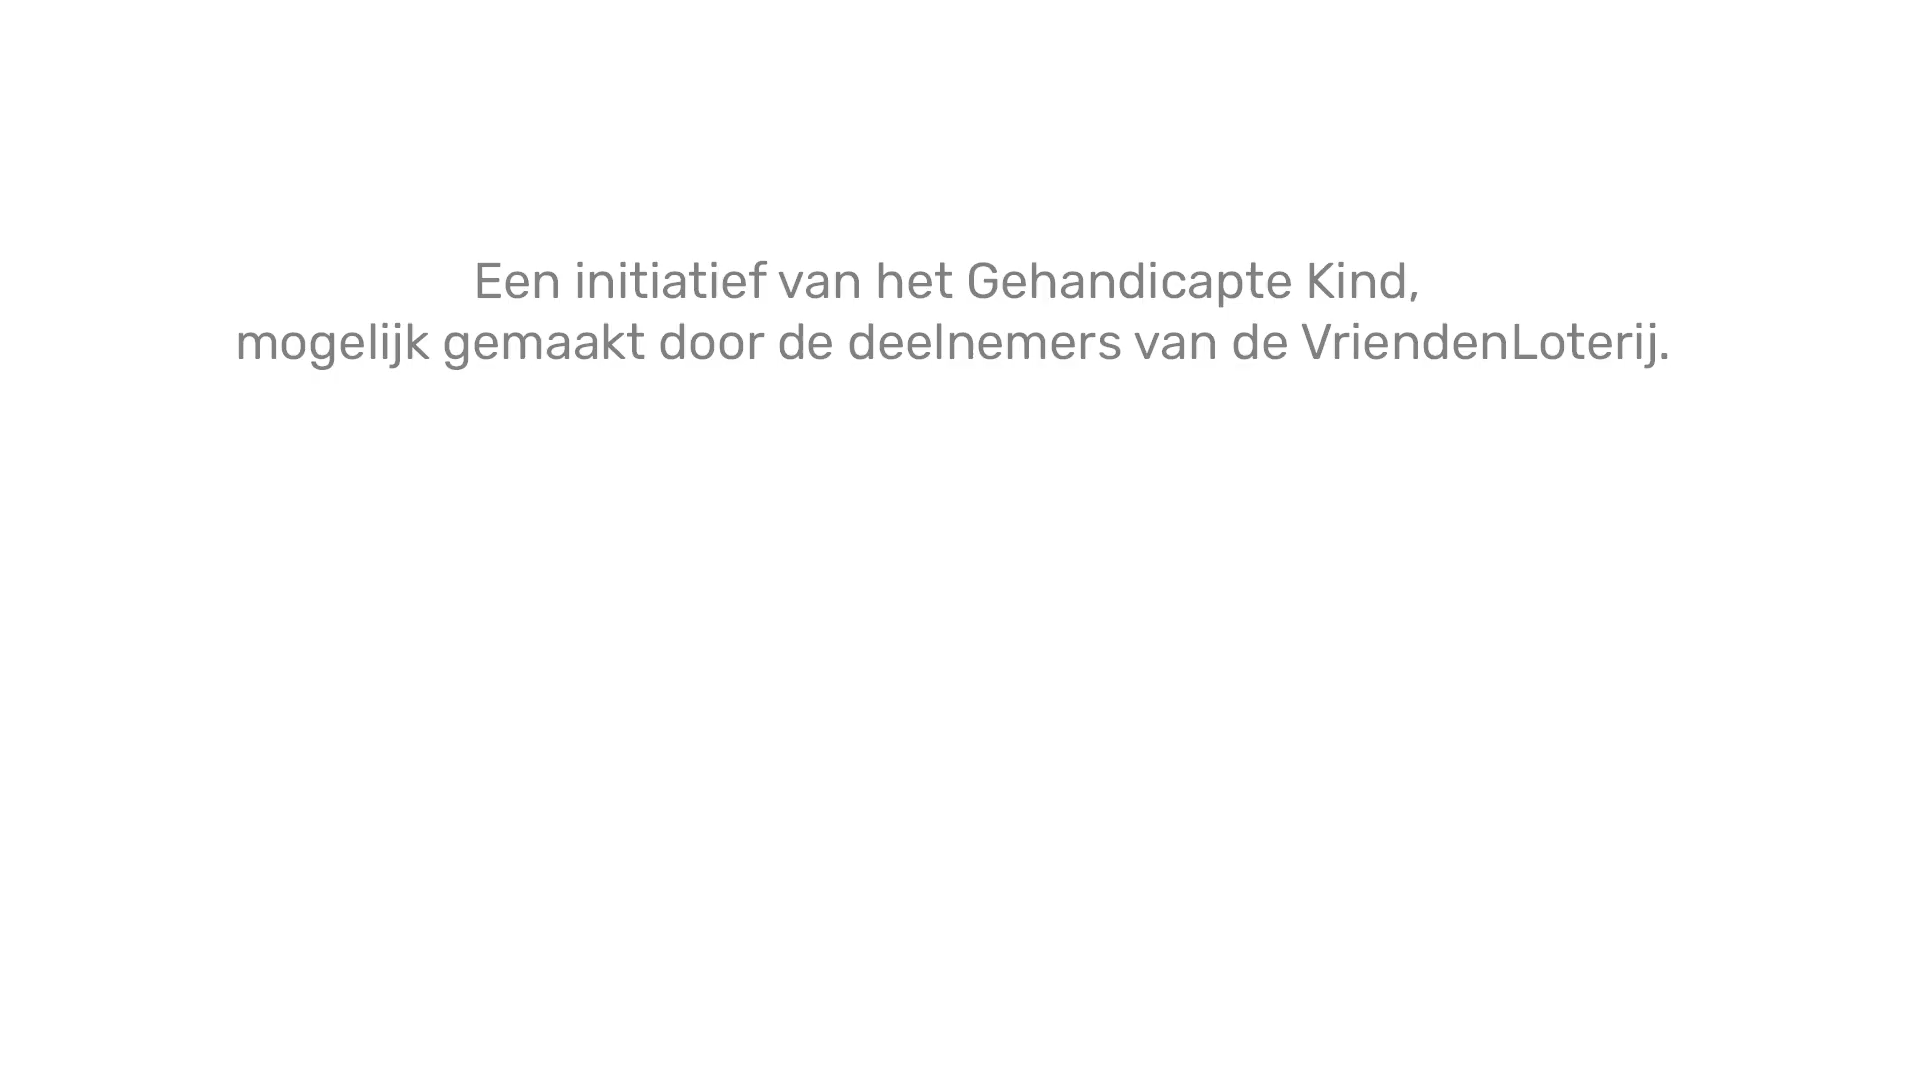 Een initiatief van het Gehandicapte Kind,
mogelijk gemaakt door de deelnemers van de VriendenLoterij.